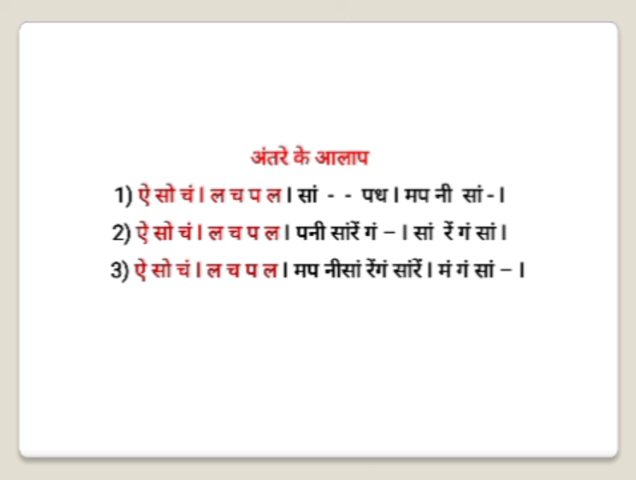 अंतरे के आलाप
1) ऐ सो चं । ल च प ल । सां - - पध । मप नी सां - ।
2) ऐ सो चं । ल च प ल । पनी सांरें गं – । सां रें गं सां ।
3) ऐ सो चं । ल च प ल । मप नीसां रेंगं सांरें । मं गं सां – ।